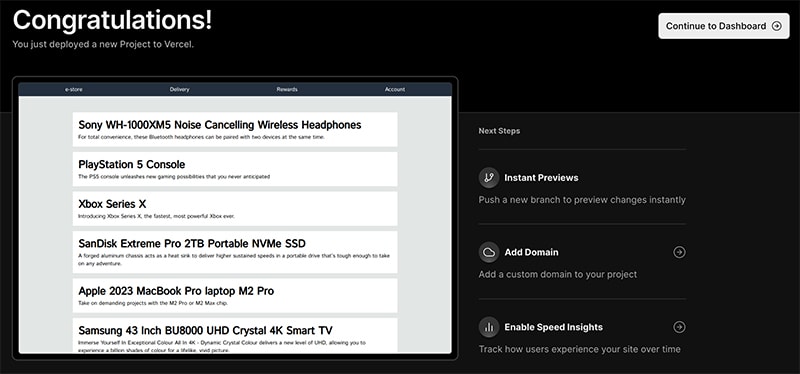 Congratulations!
You just deployed a new Project to Vercel.
Continue to Dashboard
e-store Delivery Rewards Account
Sony WH-1000XM5 Noise Cancelling Wireless Headphones
For total convenience, these Bluetooth headphones can be paired with two devices at the same time.
PlayStation 5 Console
The PS5 console unleashes new gaming possibilities that you never anticipated
Xbox Series X
Introducing Xbox Series X, the fastest, most powerful Xbox ever.
SanDisk Extreme Pro 2TB Portable NVMe SSD
A forged aluminum chassis acts as a heat sink to deliver higher sustained speeds in a portable drive that's tough enough to take
on any adventure.
Apple 2023 MacBook Pro laptop M2 Pro
Take on demanding projects with the M2 Pro or M2 Max chip.
Samsung 43 Inch BU8000 UHD Crystal 4K Smart TV
Immerse Yourself In Exceptional Colour All In 4K - Dynamic Crystal Colour delivers a new level of UHD, allowing you to
experience a billion shades of colour for a lifelike, vivid picture.
Next Steps
Instant Previews
Push a new branch to preview changes instantly
Add Domain
Add a custom domain to your project
Enable Speed Insights
Track how users experience your site over time